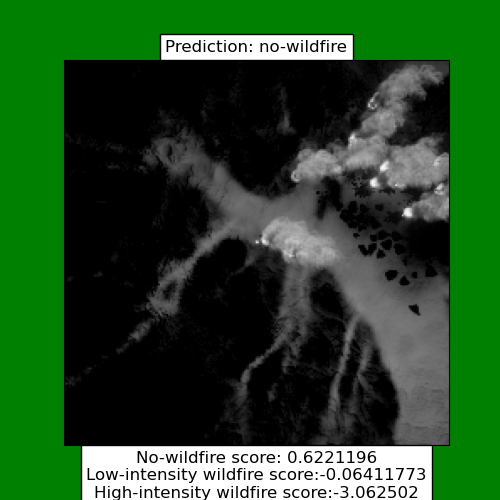 Prediction: no-wildfire
No-wildfire score: 0.6221196
Low-intensity wildfire score:-0.06411773
High-intensity wildfire score:-3.062502